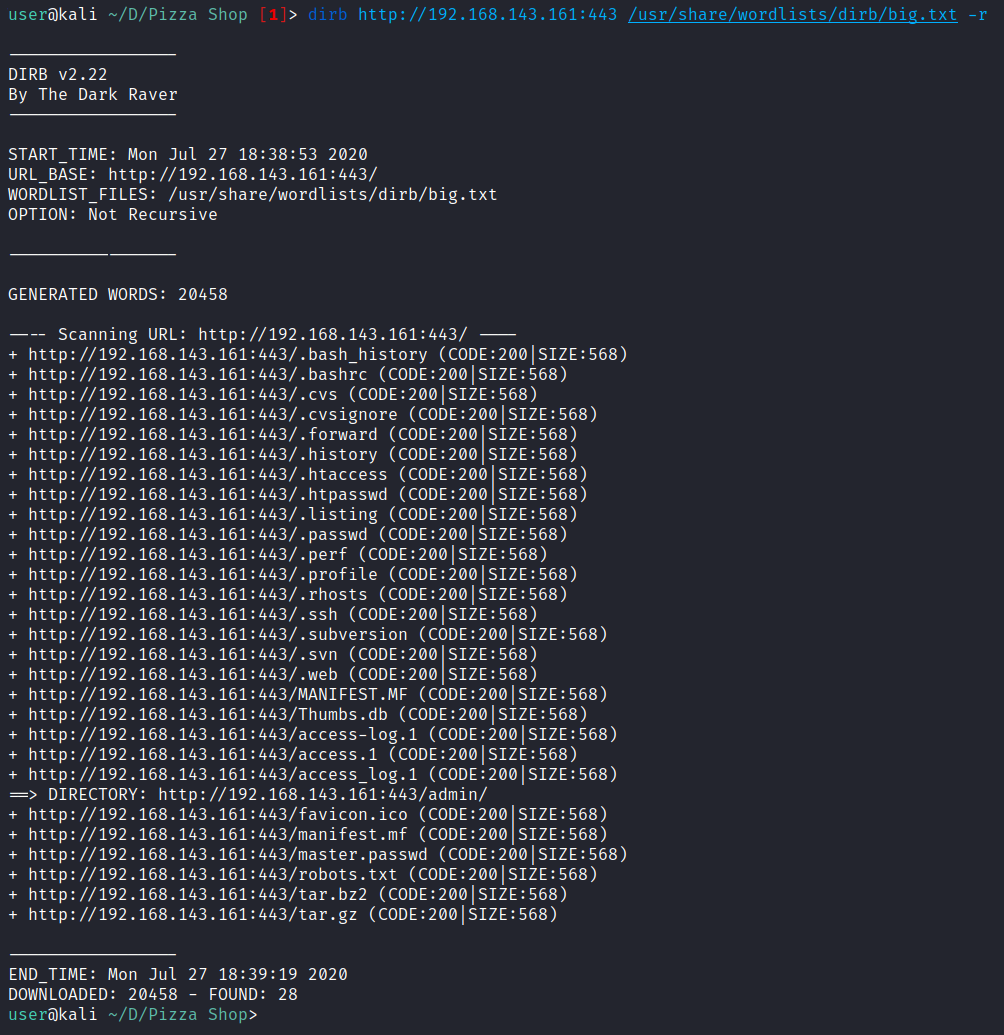 user@kali ~/D/Pizza Shop [1]> dirb http://192.168.143.161:443 /usr/share/wordlists/dirb/big.txt -r
-----------------
DIRB v2.22
By The Dark Raver
-----------------
START_TIME: Mon Jul 27 18:38:53 2020
URL_BASE: http://192.168.143.161:443/
WORDLIST_FILES: /usr/share/wordlists/dirb/big.txt
OPTION: Not Recursive
-----------------
GENERATED WORDS: 20458
---- Scanning URL: http://192.168.143.161:443/ ----
+ http://192.168.143.161:443/.bash_history (CODE:200|SIZE:568)
+ http://192.168.143.161:443/.bashrc (CODE:200|SIZE:568)
+ http://192.168.143.161:443/.cvs (CODE:200|SIZE:568)
+ http://192.168.143.161:443/.cvsignore (CODE:200|SIZE:568)
+ http://192.168.143.161:443/.forward (CODE:200|SIZE:568)
+ http://192.168.143.161:443/.history (CODE:200|SIZE:568)
+ http://192.168.143.161:443/.htaccess (CODE:200|SIZE:568)
+ http://192.168.143.161:443/.htpasswd (CODE:200|SIZE:568)
+ http://192.168.143.161:443/.listing (CODE:200|SIZE:568)
+ http://192.168.143.161:443/.passwd (CODE:200|SIZE:568)
+ http://192.168.143.161:443/.perf (CODE:200|SIZE:568)
+ http://192.168.143.161:443/.profile (CODE:200|SIZE:568)
+ http://192.168.143.161:443/.rhosts (CODE:200|SIZE:568)
+ http://192.168.143.161:443/.ssh (CODE:200|SIZE:568)
+ http://192.168.143.161:443/.subversion (CODE:200|SIZE:568)
+ http://192.168.143.161:443/.svn (CODE:200|SIZE:568)
+ http://192.168.143.161:443/.web (CODE:200|SIZE:568)
+ http://192.168.143.161:443/MANIFEST.MF (CODE:200|SIZE:568)
+ http://192.168.143.161:443/Thumbs.db (CODE:200|SIZE:568)
+ http://192.168.143.161:443/access-log.1 (CODE:200|SIZE:568)
+ http://192.168.143.161:443/access.1 (CODE:200|SIZE:568)
+ http://192.168.143.161:443/access_log.1 (CODE:200|SIZE:568)
==> DIRECTORY: http://192.168.143.161:443/admin/
+ http://192.168.143.161:443/favicon.ico (CODE:200|SIZE:568)
+ http://192.168.143.161:443/manifest.mf (CODE:200|SIZE:568)
+ http://192.168.143.161:443/master.passwd (CODE:200|SIZE:568)
+ http://192.168.143.161:443/robots.txt (CODE:200|SIZE:568)
+ http://192.168.143.161:443/tar.bz2 (CODE:200|SIZE:568)
+ http://192.168.143.161:443/tar.gz (CODE:200|SIZE:568)
-----------------
END_TIME: Mon Jul 27 18:39:19 2020
DOWNLOADED: 20458 - FOUND: 28
user@kali ~/D/Pizza Shop>